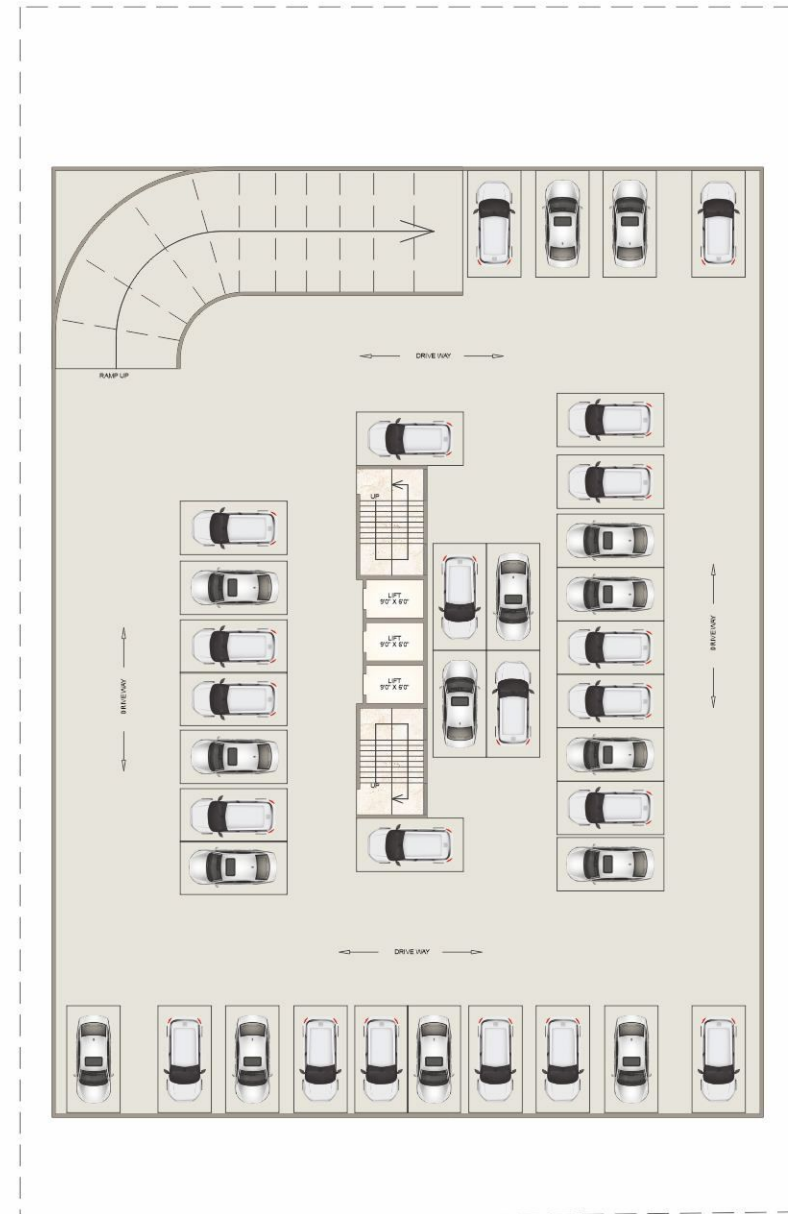 RAMP UP
DRIVE WAY
UP
LIFT
9'0" X 6'0"
LIFT
9'0" X 6'0"
LIFT
9'0" X 6'0"
UP
DRIVE WAY
DRIVE WAY
DRIVE WAY